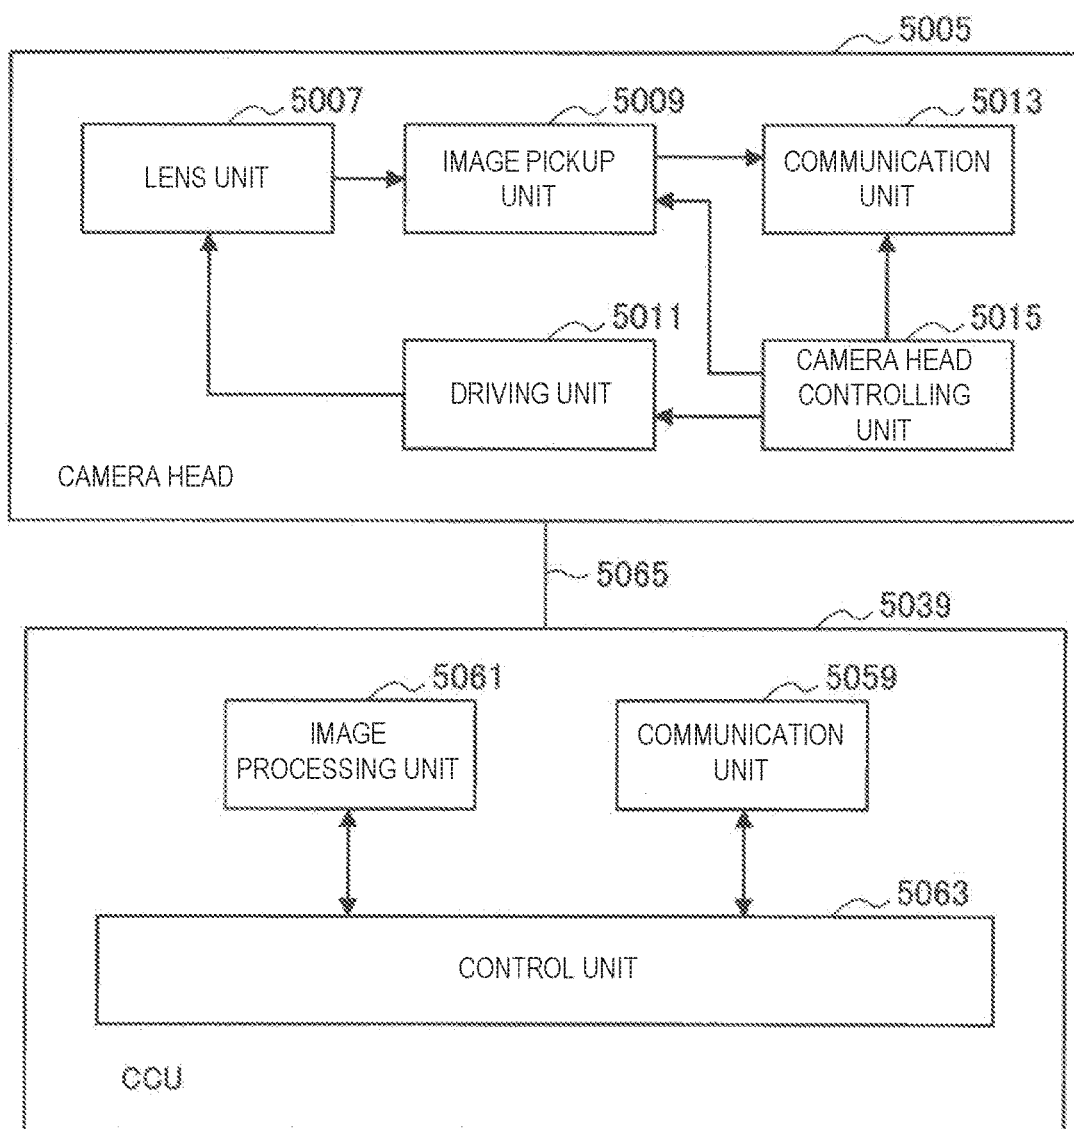 5005
5007
5009
5013
LENS UNIT
IMAGE PICKUP
UNIT
COMMUNICATION
UNIT
5011
5015
DRIVING UNIT
CAMERA HEAD
CONTROLLING
UNIT
CAMERA HEAD
5065
5039
5061
5059
IMAGE
PROCESSING UNIT
COMMUNICATION
UNIT
5063
CONTROL UNIT
CCU